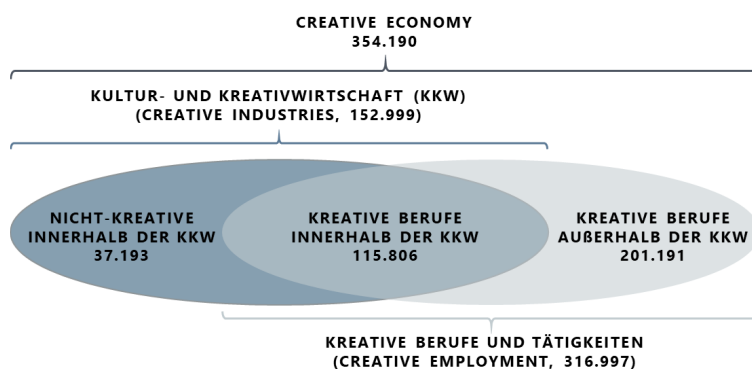 CREATIVE ECONOMY
354.190
KULTUR- UND KREATIVWIRTSCHAFT (KKW)
(CREATIVE INDUSTRIES, 152.999)
NICHT-KREATIVE
INNERHALB DER KKW
37.193
KREATIVE BERUFE
INNERHALB DER KKW
115.806
KREATIVE BERUFE
AUßERHALB DER KKW
201.191
KREATIVE BERUFE UND TÄTIGKEITEN
(CREATIVE EMPLOYMENT, 316.997)